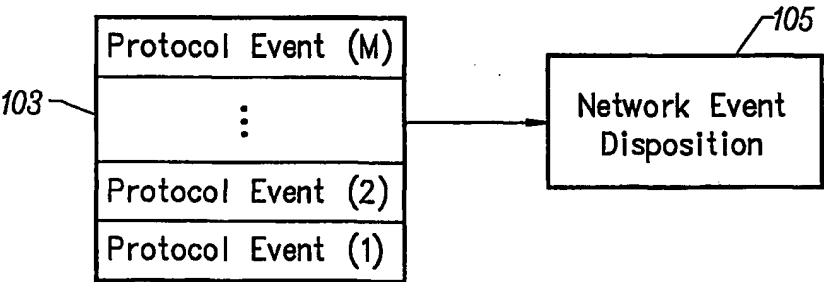 105
Protocol Event (M)
103
⋮
Network Event
Disposition
Protocol Event (2)
Protocol Event (1)